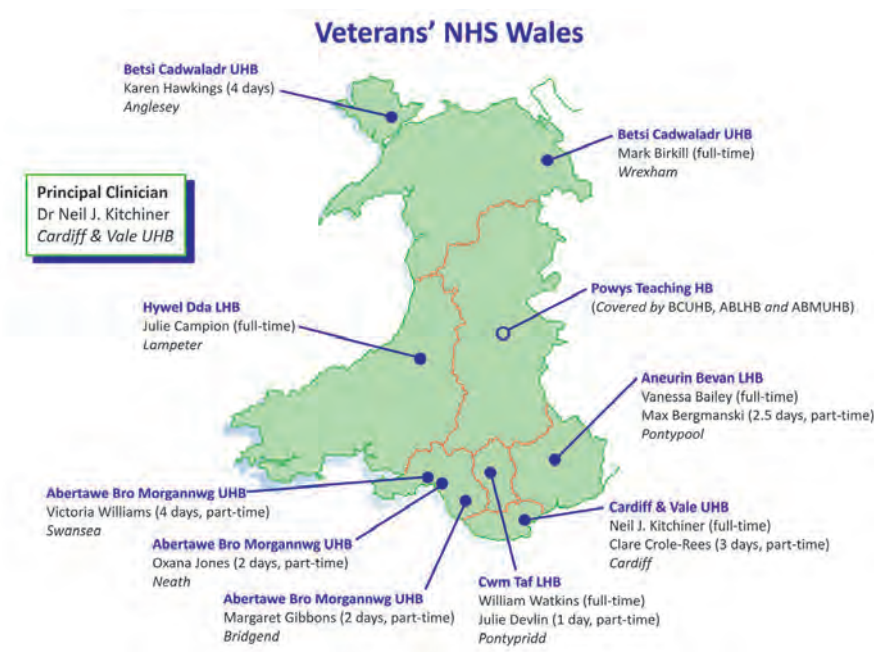 Veterans' NHS Wales
Betsi Cadwaladr UHB
Karen Hawkings (4 days)
Anglesey
Betsi Cadwaladr UHB
Mark Birkill (full-time)
Wrexham
Principal Clinician
Dr Neil J. Kitchiner
Cardiff & Vale UHB
Powys Teaching HB
(Covered by BCUHB, ABLHB and ABMUHB)
Hywel Dda LHB
Julie Campion (full-time)
Lampeter
Aneurin Bevan LHB
Vanessa Bailey (full-time)
Max Bergmanski (2.5 days, part-time)
Pontypool
Abertawe Bro Morgannwg UHB
Victoria Williams (4 days, part-time)
Swansea
Abertawe Bro Morgannwg UHB
Oxana Jones (2 days, part-time)
Neath
Abertawe Bro Morgannwg UHB
Margaret Gibbons (2 days, part-time)
Bridgend
Cwm Taf LHB
William Watkins (full-time)
Julie Devlin (1 day, part-time)
Pontypridd
Cardiff & Vale UHB
Neil J. Kitchiner (full-time)
Clare Crole-Rees (3 days, part-time)
Cardiff